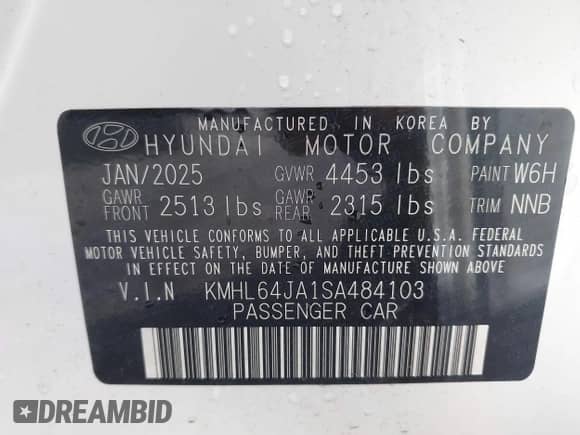 MANUFACTURED IN KOREA BY
HYUNDAI MOTOR COMPANY
JAN/2025 GVWR 4453 lbs PAINT W6H
GAWR FRONT 2513 lbs GAWR REAR 2315 lbs TRIM NNB
THIS VEHICLE CONFORMS TO ALL APPLICABLE U.S.A. FEDERAL
MOTOR VEHICLE SAFETY, BUMPER, AND THEFT PREVENTION STANDARDS
IN EFFECT ON THE DATE OF MANUFACTURE SHOWN ABOVE.
V.I.N KMHL64JA1SA484103
PASSENGER CAR
DREAMBID